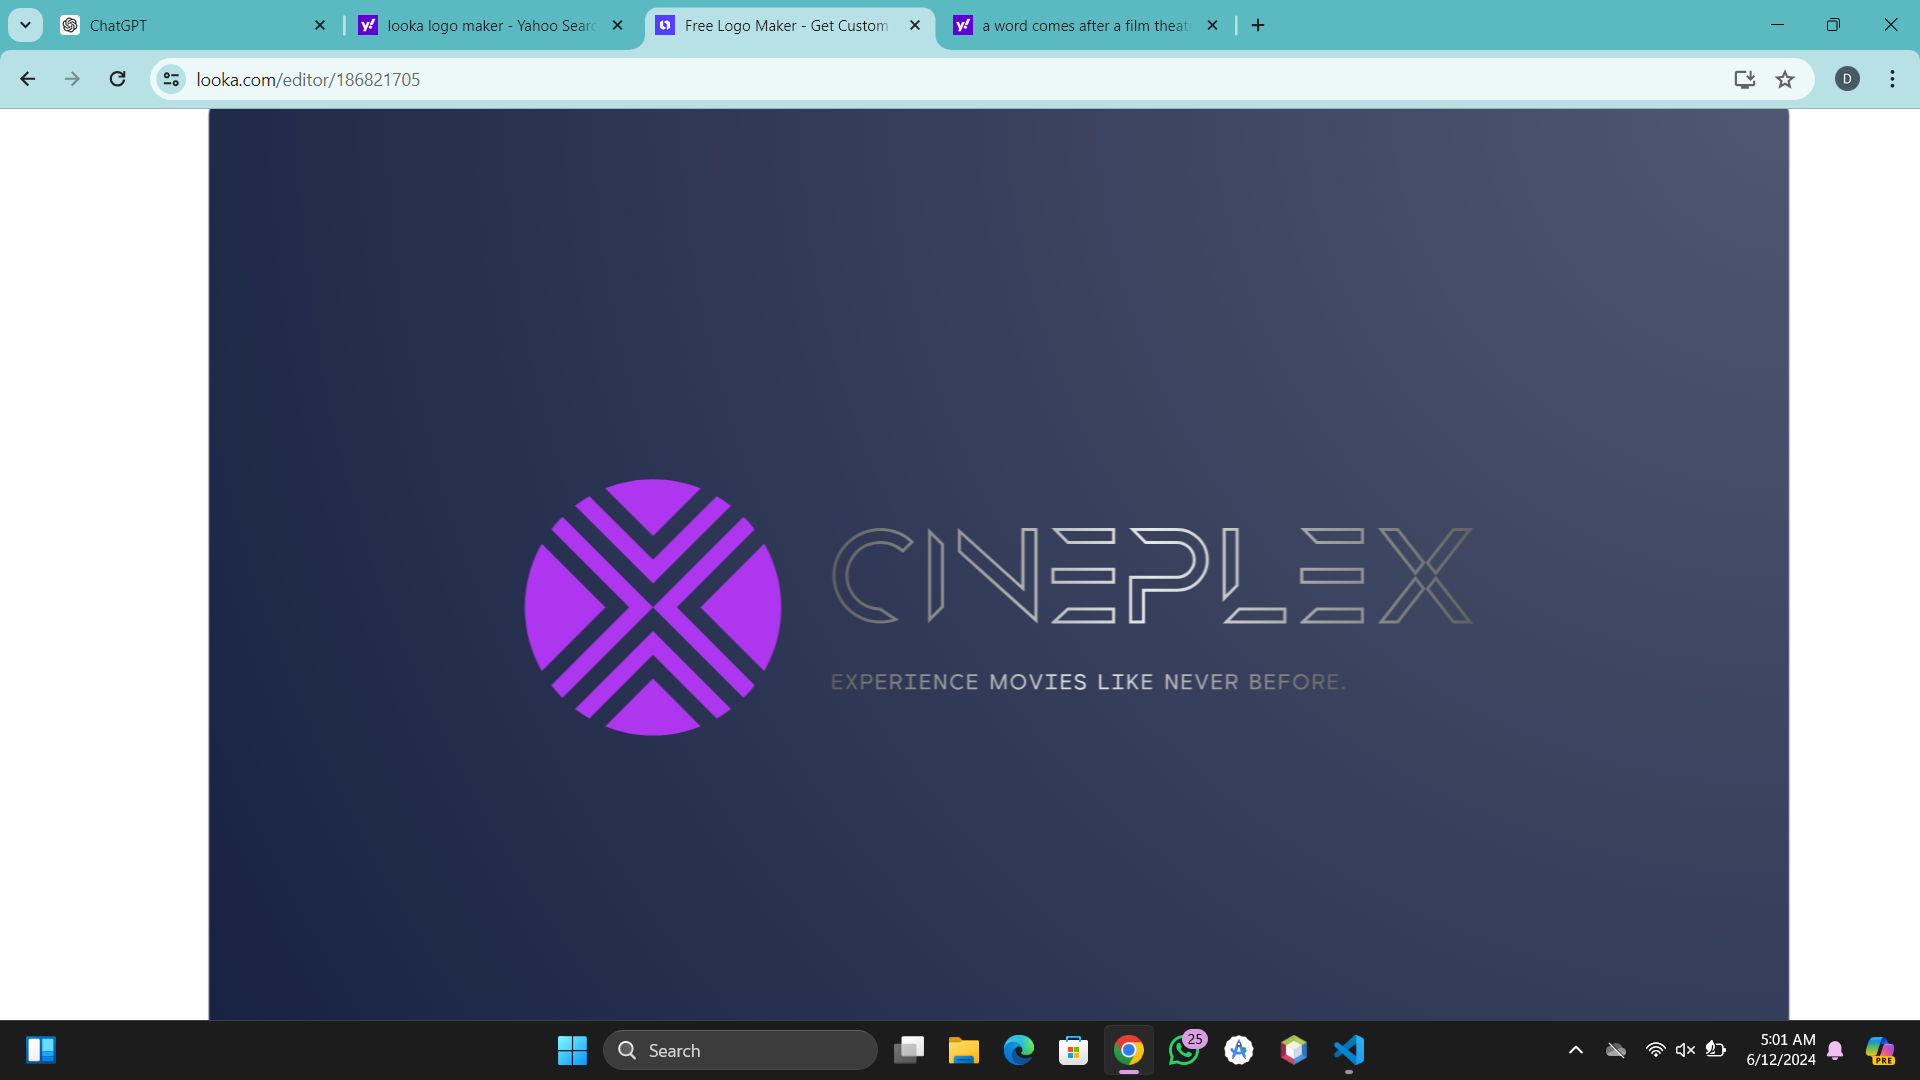 ChatGPT
looka logo maker - Yahoo Searc
Free Logo Maker - Get Custom
a word comes after a film theat
looka.com/editor/186821705
D
CINEPLEX
EXPERIENCE MOVIES LIKE NEVER BEFORE.
Search
25
5:01 AM
6/12/2024
PRE